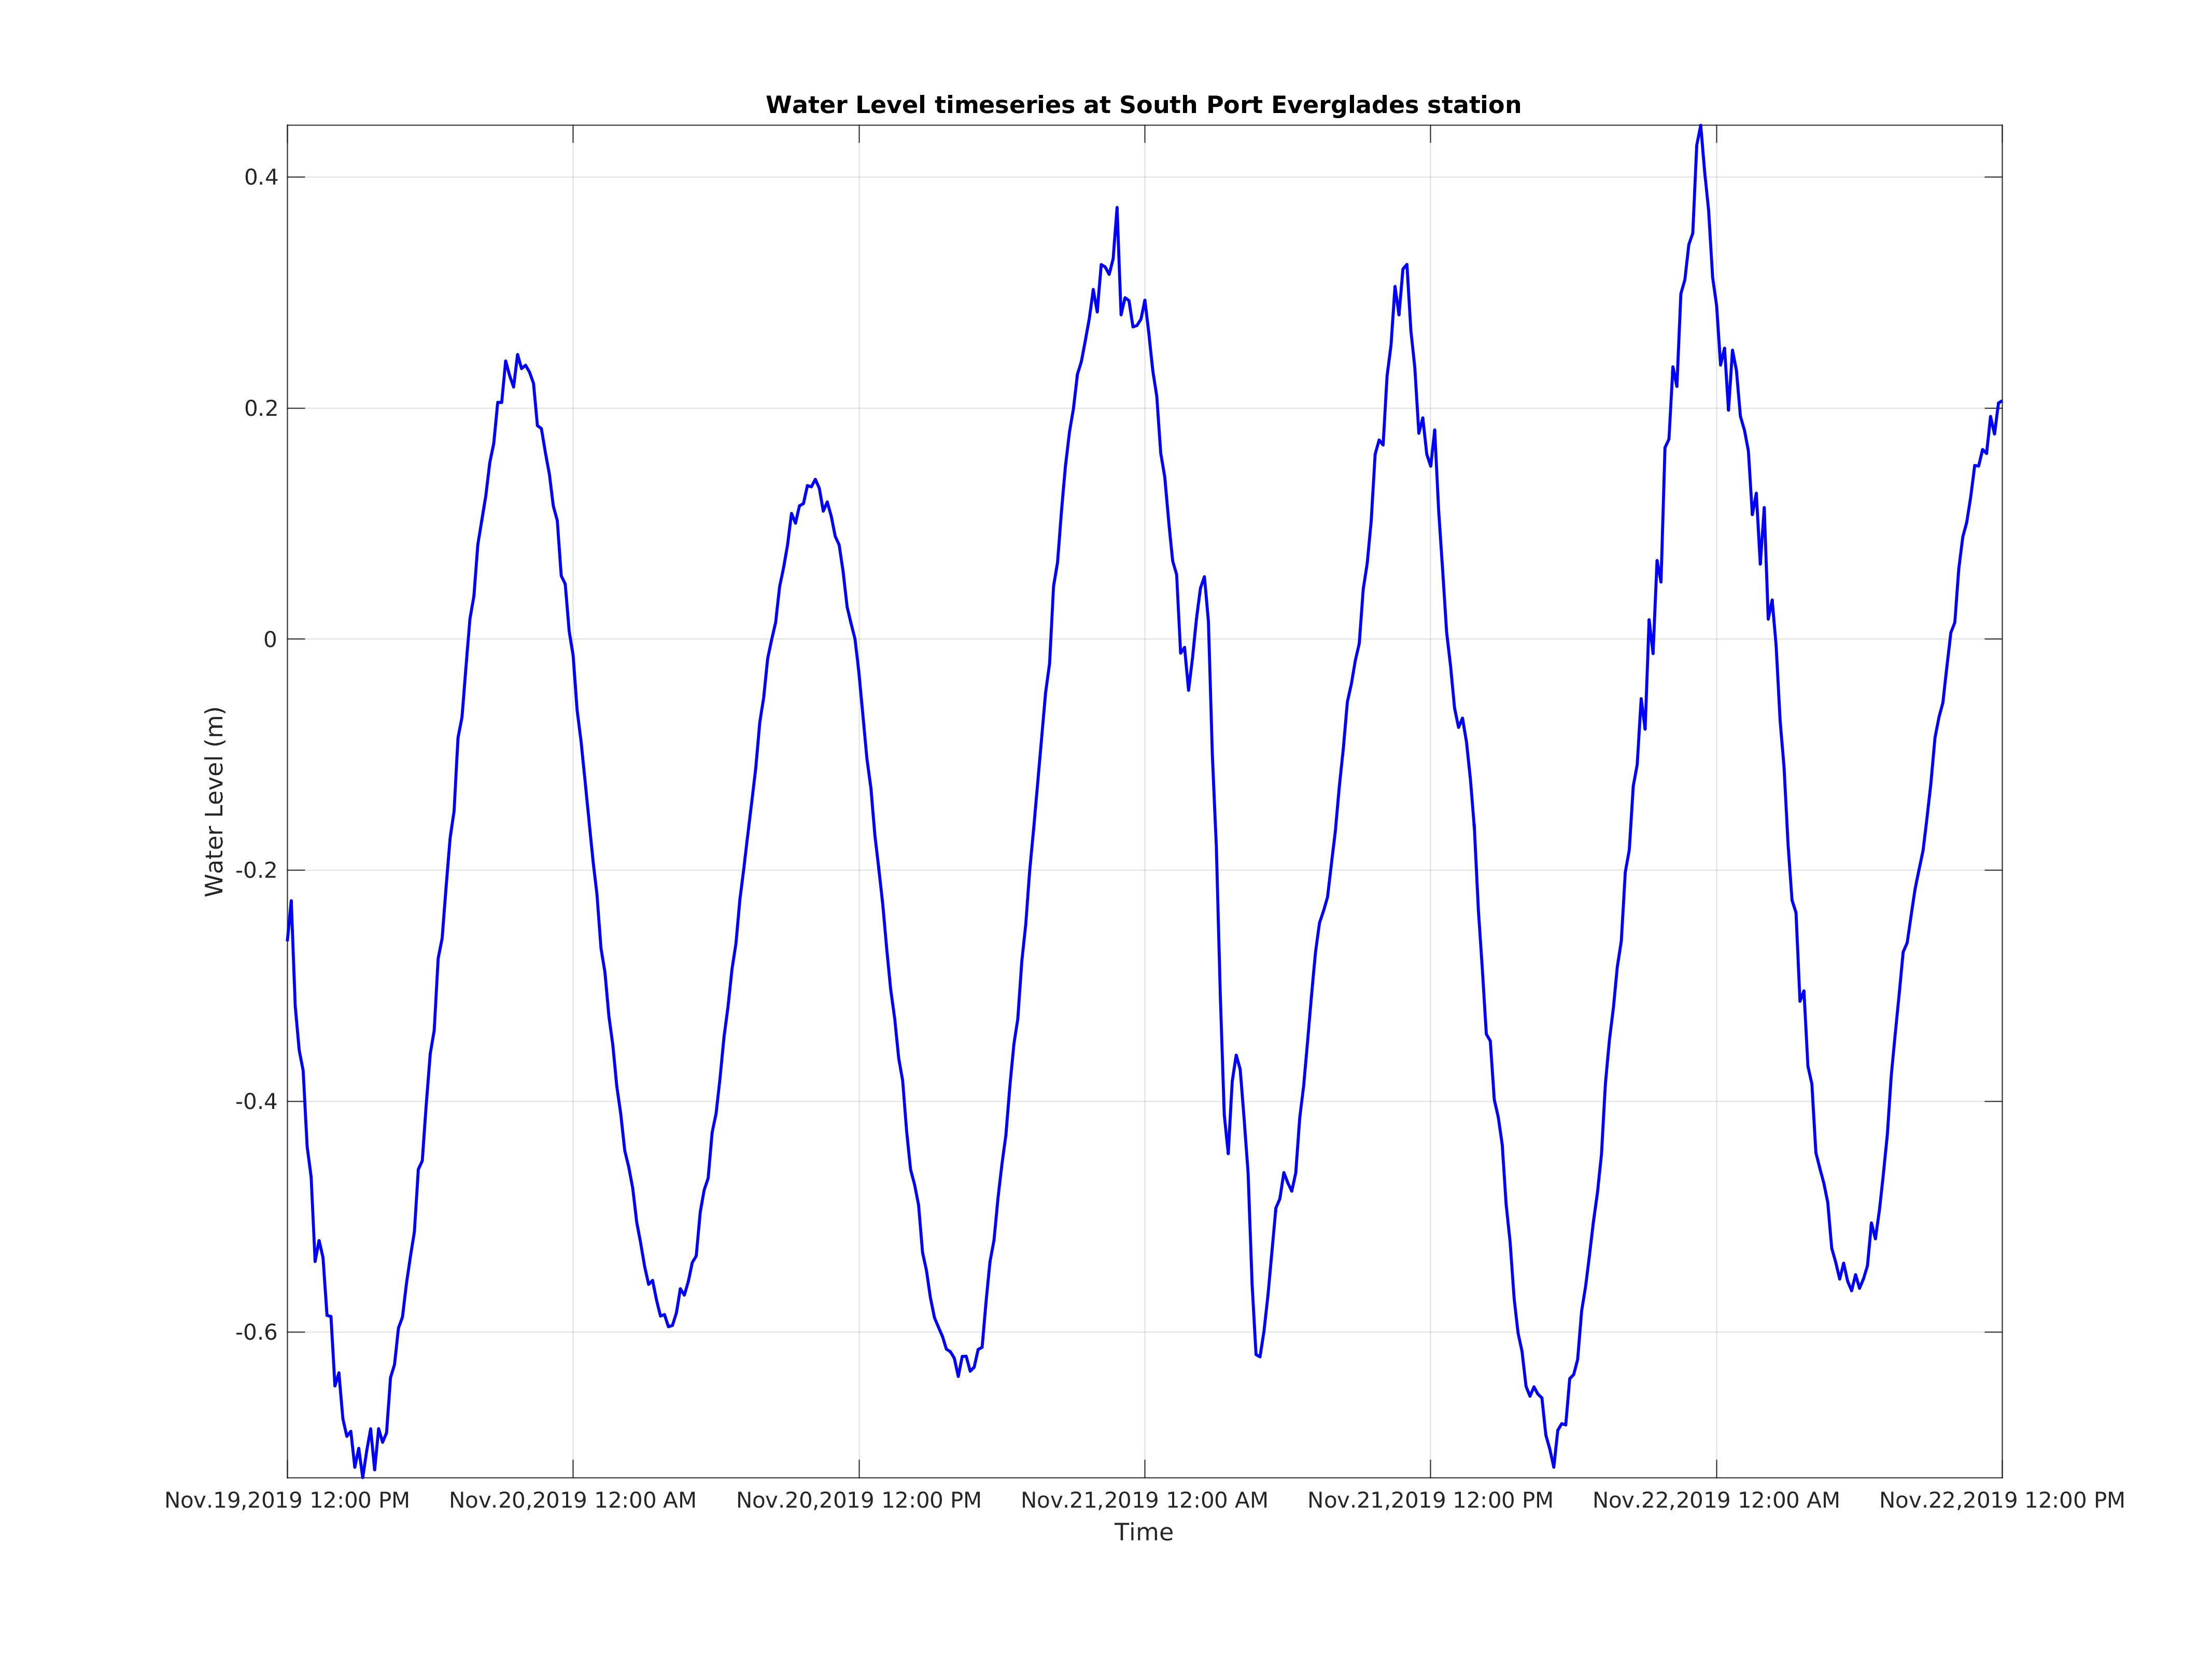 Water Level timeseries at South Port Everglades station
0.4
0.2
0
-0.2
-0.4
-0.6
Water Level (m)
Nov.19,2019 12:00 PM Nov.20,2019 12:00 AM Nov.20,2019 12:00 PM Nov.21,2019 12:00 AM Nov.21,2019 12:00 PM Nov.22,2019 12:00 AM Nov.22,2019 12:00 PM
Time